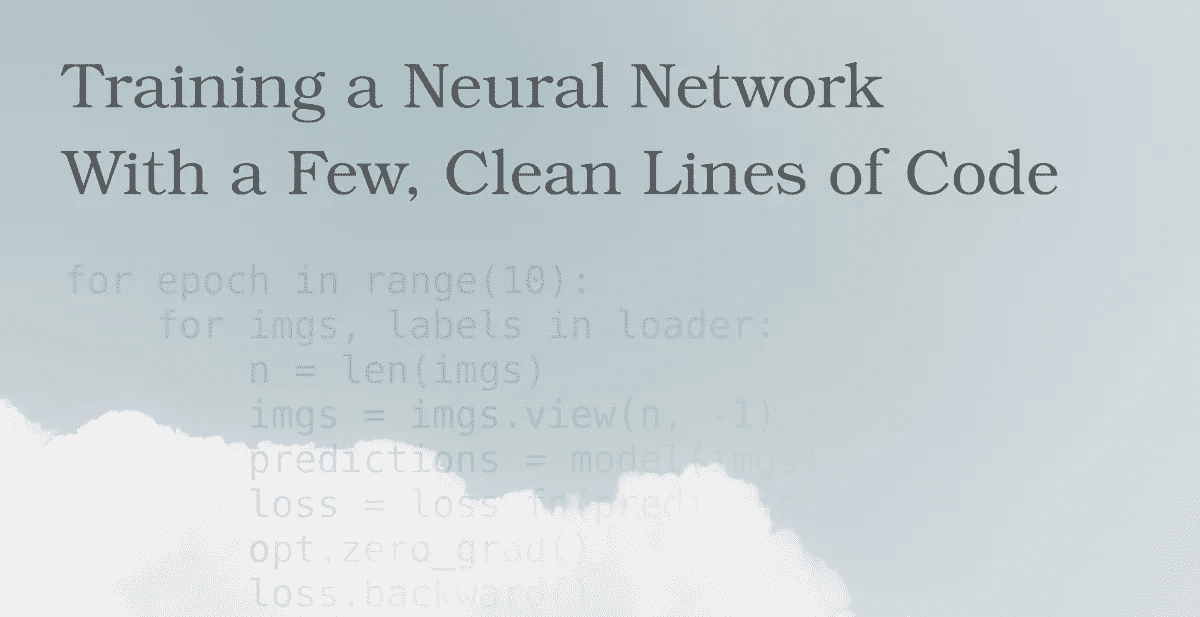 Training a Neural Network
With a Few, Clean Lines of Code
for epoch in range(10):
for imgs, labels in loader:
n = len(imgs)
imgs = imgs.view(n, -1)
predictions = model(imgs)
loss = loss_fn(predi
opt.zero_grad()
loss.backward()